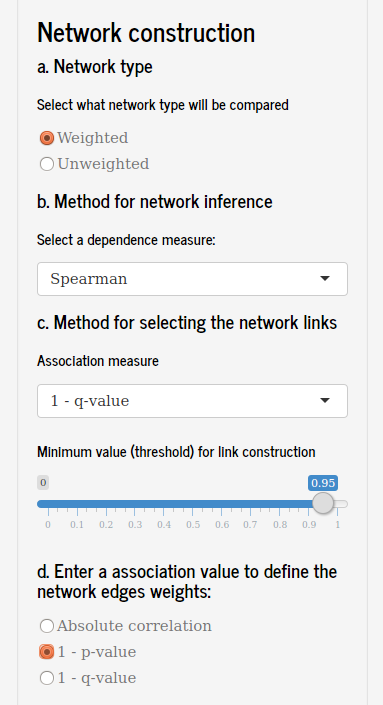 Network construction
a. Network type
Select what network type will be compared
Weighted
Unweighted
b. Method for network inference
Select a dependence measure:
Spearman
c. Method for selecting the network links
Association measure
1 - q-value
Minimum value (threshold) for link construction
0 0.95
0 0.1 0.2 0.3 0.4 0.5 0.6 0.7 0.8 0.9 1
d. Enter a association value to define the
network edges weights:
Absolute correlation
1 - p-value
1 - q-value